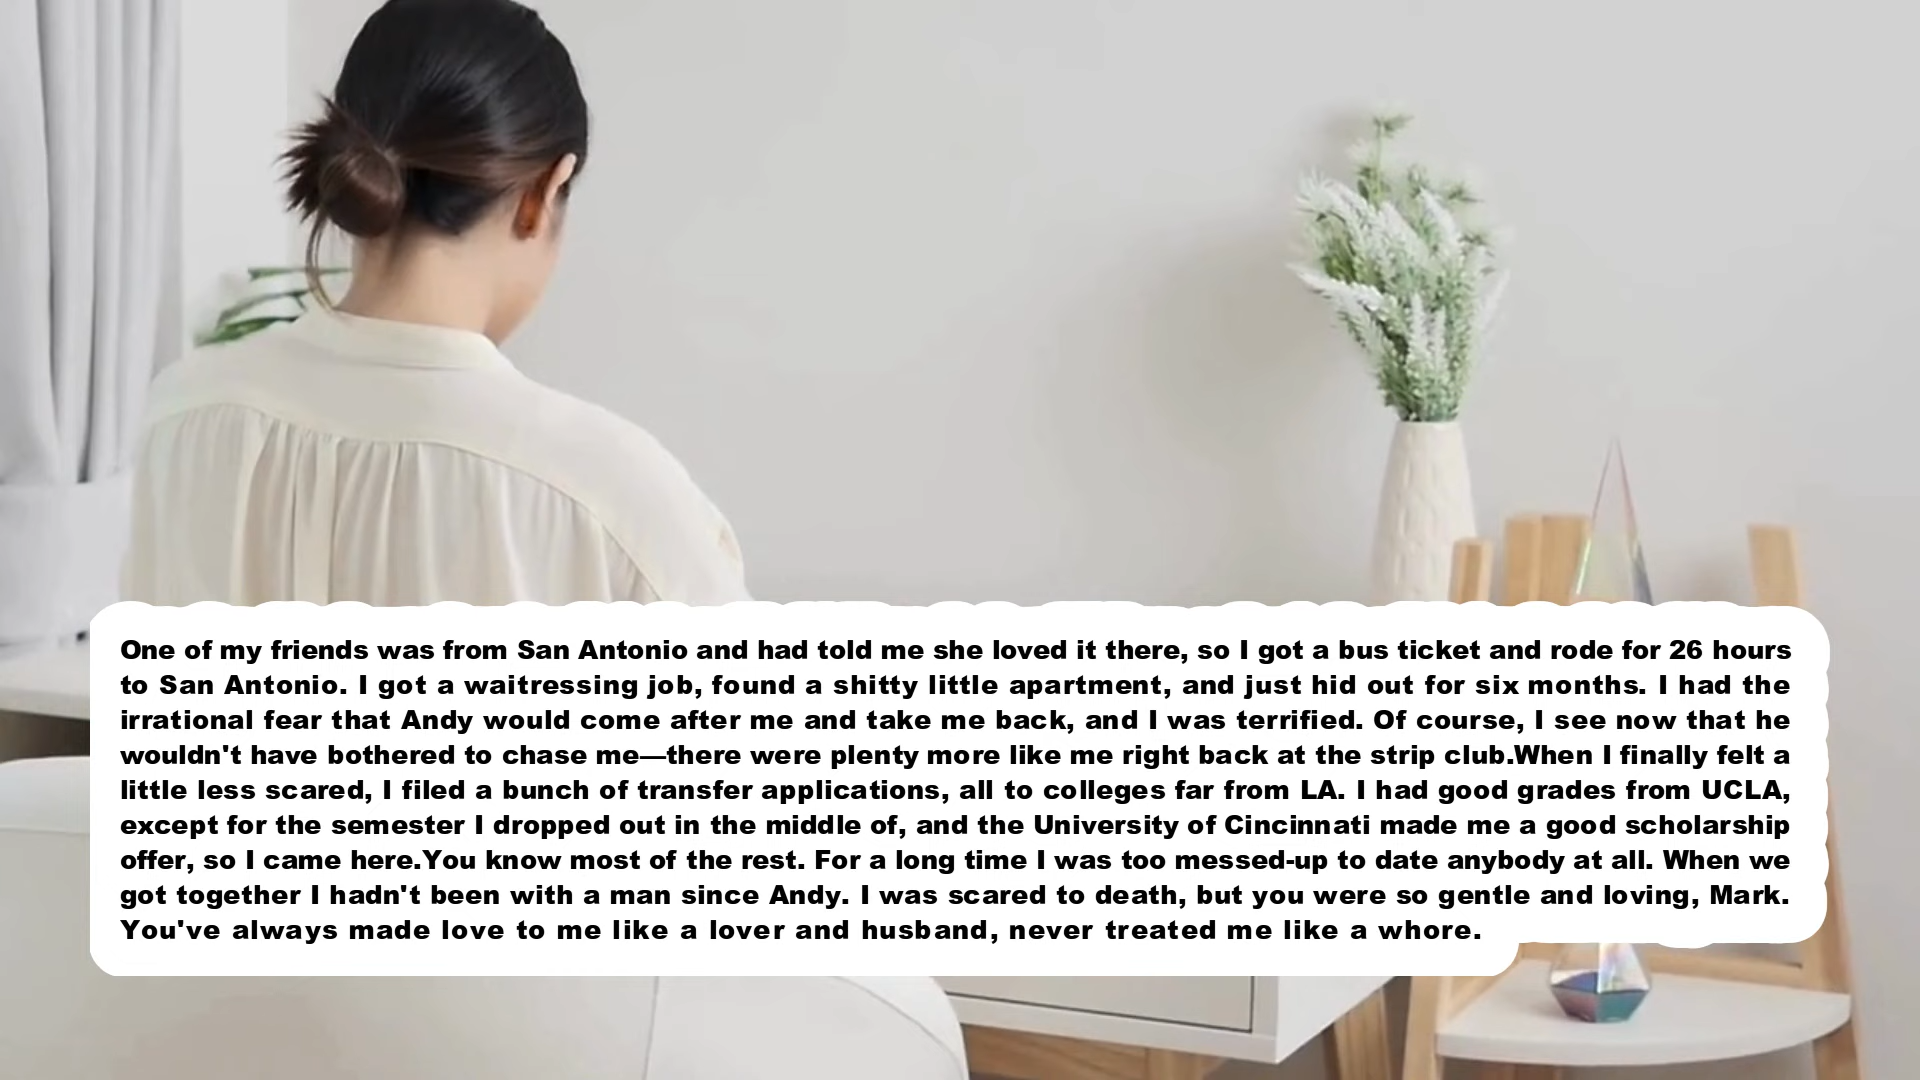 One of my friends was from San Antonio and had told me she loved it there, so I got a bus ticket and rode for 26 hours
to San Antonio. I got a waitressing job, found a shitty little apartment, and just hid out for six months. I had the
irrational fear that Andy would come after me and take me back, and I was terrified. Of course, I see now that he
wouldn't have bothered to chase me—there were plenty more like me right back at the strip club.When I finally felt a
little less scared, I filed a bunch of transfer applications, all to colleges far from LA. I had good grades from UCLA,
except for the semester I dropped out in the middle of, and the University of Cincinnati made me a good scholarship
offer, so I came here.You know most of the rest. For a long time I was too messed-up to date anybody at all. When we
got together I hadn't been with a man since Andy. I was scared to death, but you were so gentle and loving, Mark.
You've always made love to me like a lover and husband, never treated me like a whore.